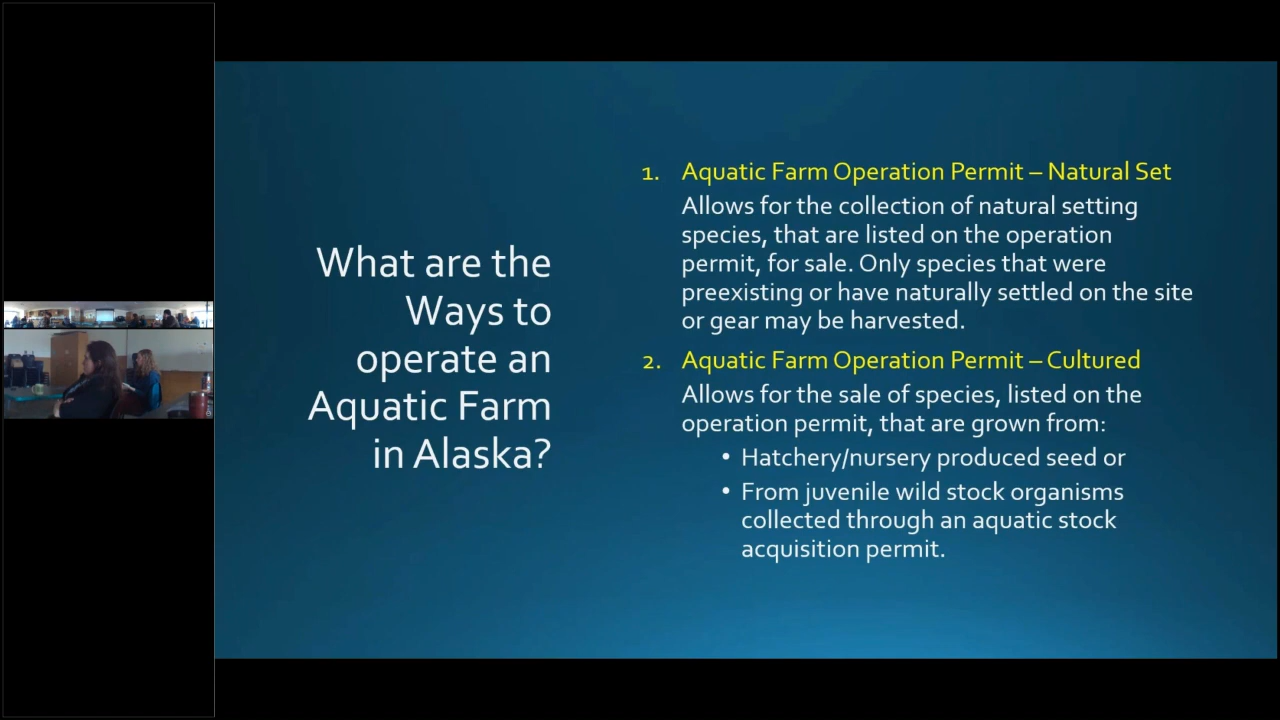 What are the
Ways to
operate an
Aquatic Farm
in Alaska?
1. Aquatic Farm Operation Permit – Natural Set
Allows for the collection of natural setting
species, that are listed on the operation
permit, for sale. Only species that were
preexisting or have naturally settled on the site
or gear may be harvested.
2. Aquatic Farm Operation Permit – Cultured
Allows for the sale of species, listed on the
operation permit, that are grown from:
• Hatchery/nursery produced seed or
• From juvenile wild stock organisms
collected through an aquatic stock
acquisition permit.